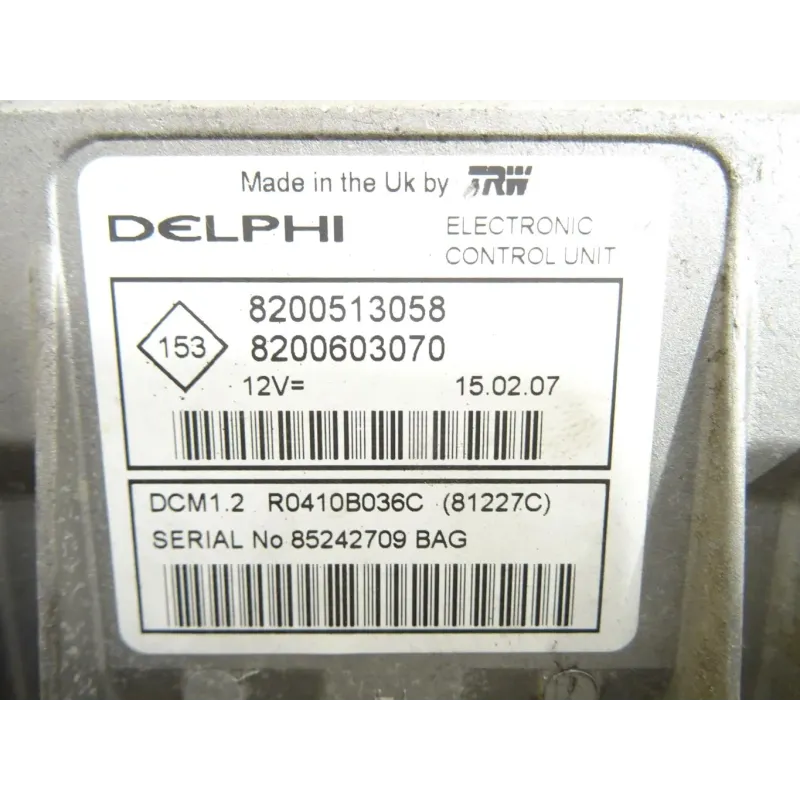 Made in the Uk by TRW
DELPHI
ELECTRONIC
CONTROL UNIT
153
8200513058
8200603070
12V= 15.02.07
DCM1.2 R0410B036C (81227C)
SERIAL No 85242709 BAG